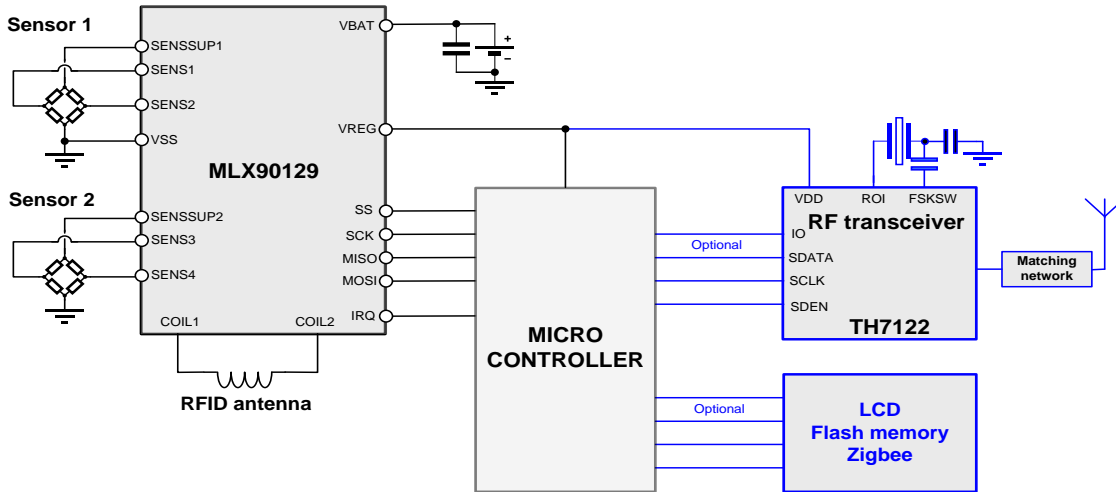 Sensor 1
SENSSUP1
SENS1
SENS2
VSS
Sensor 2
SENSSUP2
SENS3
SENS4
MLX90129
VBAT
+
–
VREG
SS
SCK
MISO
MOSI
IRQ
COIL1 COIL2
RFID antenna
MICRO
CONTROLLER
Optional
VDD ROI FSKSW
RF transceiver
IO
SDATA
SCLK
SDEN
TH7122
Matching
network
Optional
LCD
Flash memory
Zigbee